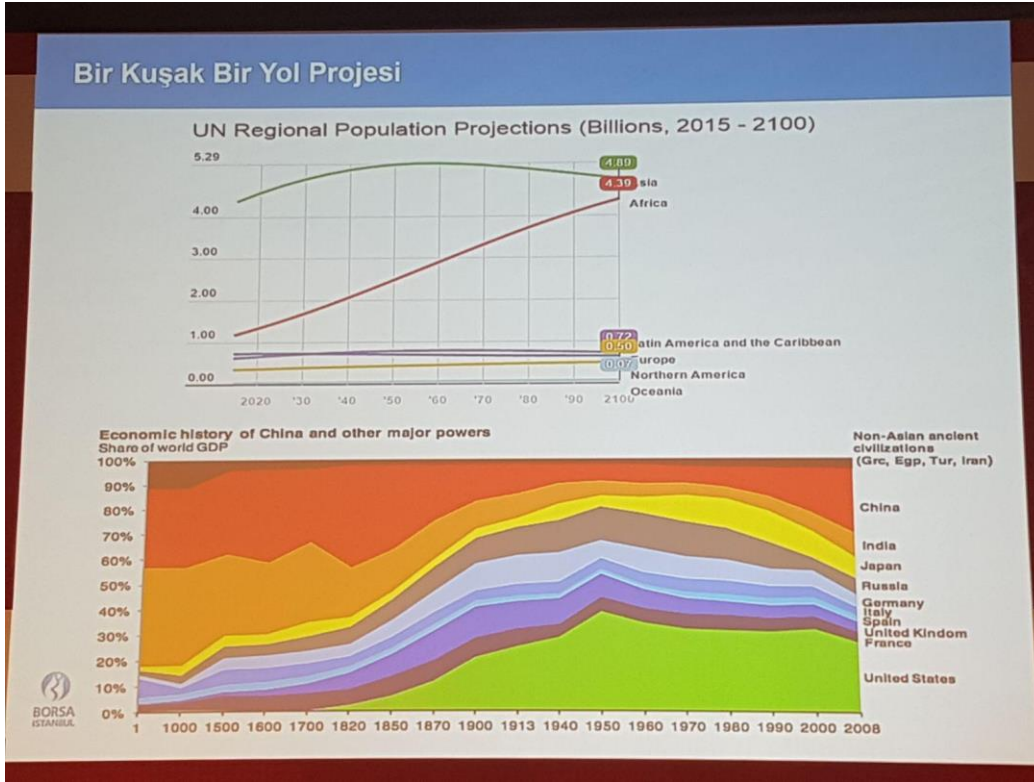 Bir Kuşak Bir Yol Projesi
UN Regional Population Projections (Billions, 2015 - 2100)
5.29
4.00
3.00
2.00
1.00
0.00
4.89
4.39
sia
Africa
0.72
0.50
0.07
atin America and the Caribbean
urope
Northern America
Oceania
2020 '30 '40 '50 '60 '70 '80 '90 2100
Economic history of China and other major powers
Share of world GDP
100%
90%
80%
70%
60%
50%
40%
30%
20%
10%
0%
Non-Asian ancient
civilizations
(Grc, Egp, Tur, Iran)
China
India
Japan
Russia
Germany
Italy
Spain
United Kindom
France
United States
1 1000 1500 1600 1700 1820 1850 1870 1900 1913 1940 1950 1960 1970 1980 1990 2000 2008
BORSA
ISTANBUL